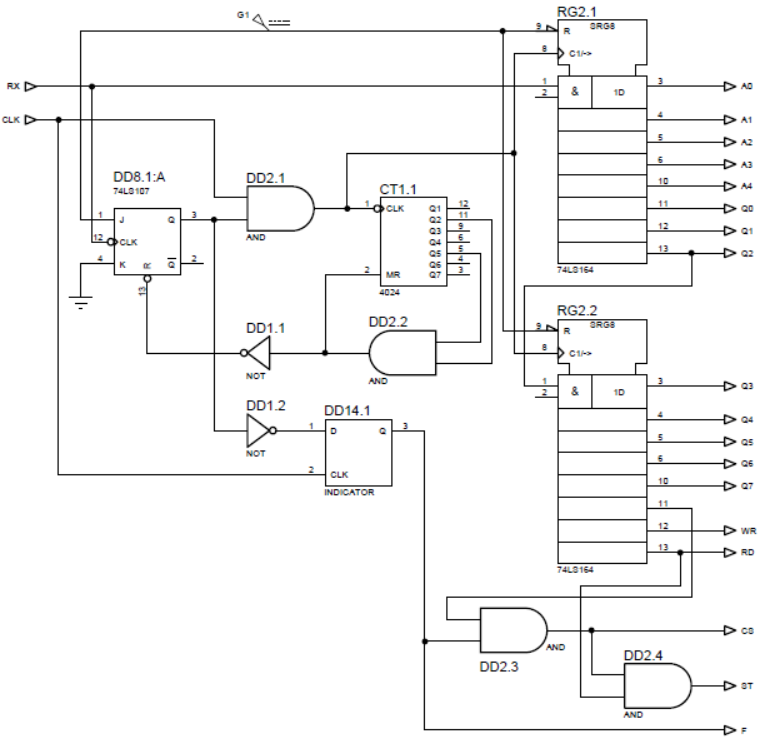 G1
RG2.1
9 R SRG8
8 C1/->
RX
1 & 1D 3 A0
2
CLK
4 A1
5 A2
6 A3
10 A4
11 Q0
12 Q1
13 Q2
74LS164
DD8.1:A
74LS107
1 J Q 3
12 CLK
4 K R Q 2
13
DD2.1
AND
CT1.1
1 CLK Q1 12
Q2 11
Q3 9
Q4 6
Q5 5
Q6 4
2 MR Q7 3
4024
DD1.1
NOT
DD2.2
AND
RG2.2
9 R SRG8
8 C1/->
1 & 1D 3 Q3
2
4 Q4
5 Q5
6 Q6
10 Q7
11
12 WR
13 RD
74LS164
DD1.2
NOT
DD14.1
1 D Q 3
2 CLK
INDICATOR
DD2.3
AND
CS
DD2.4
AND
ST
F